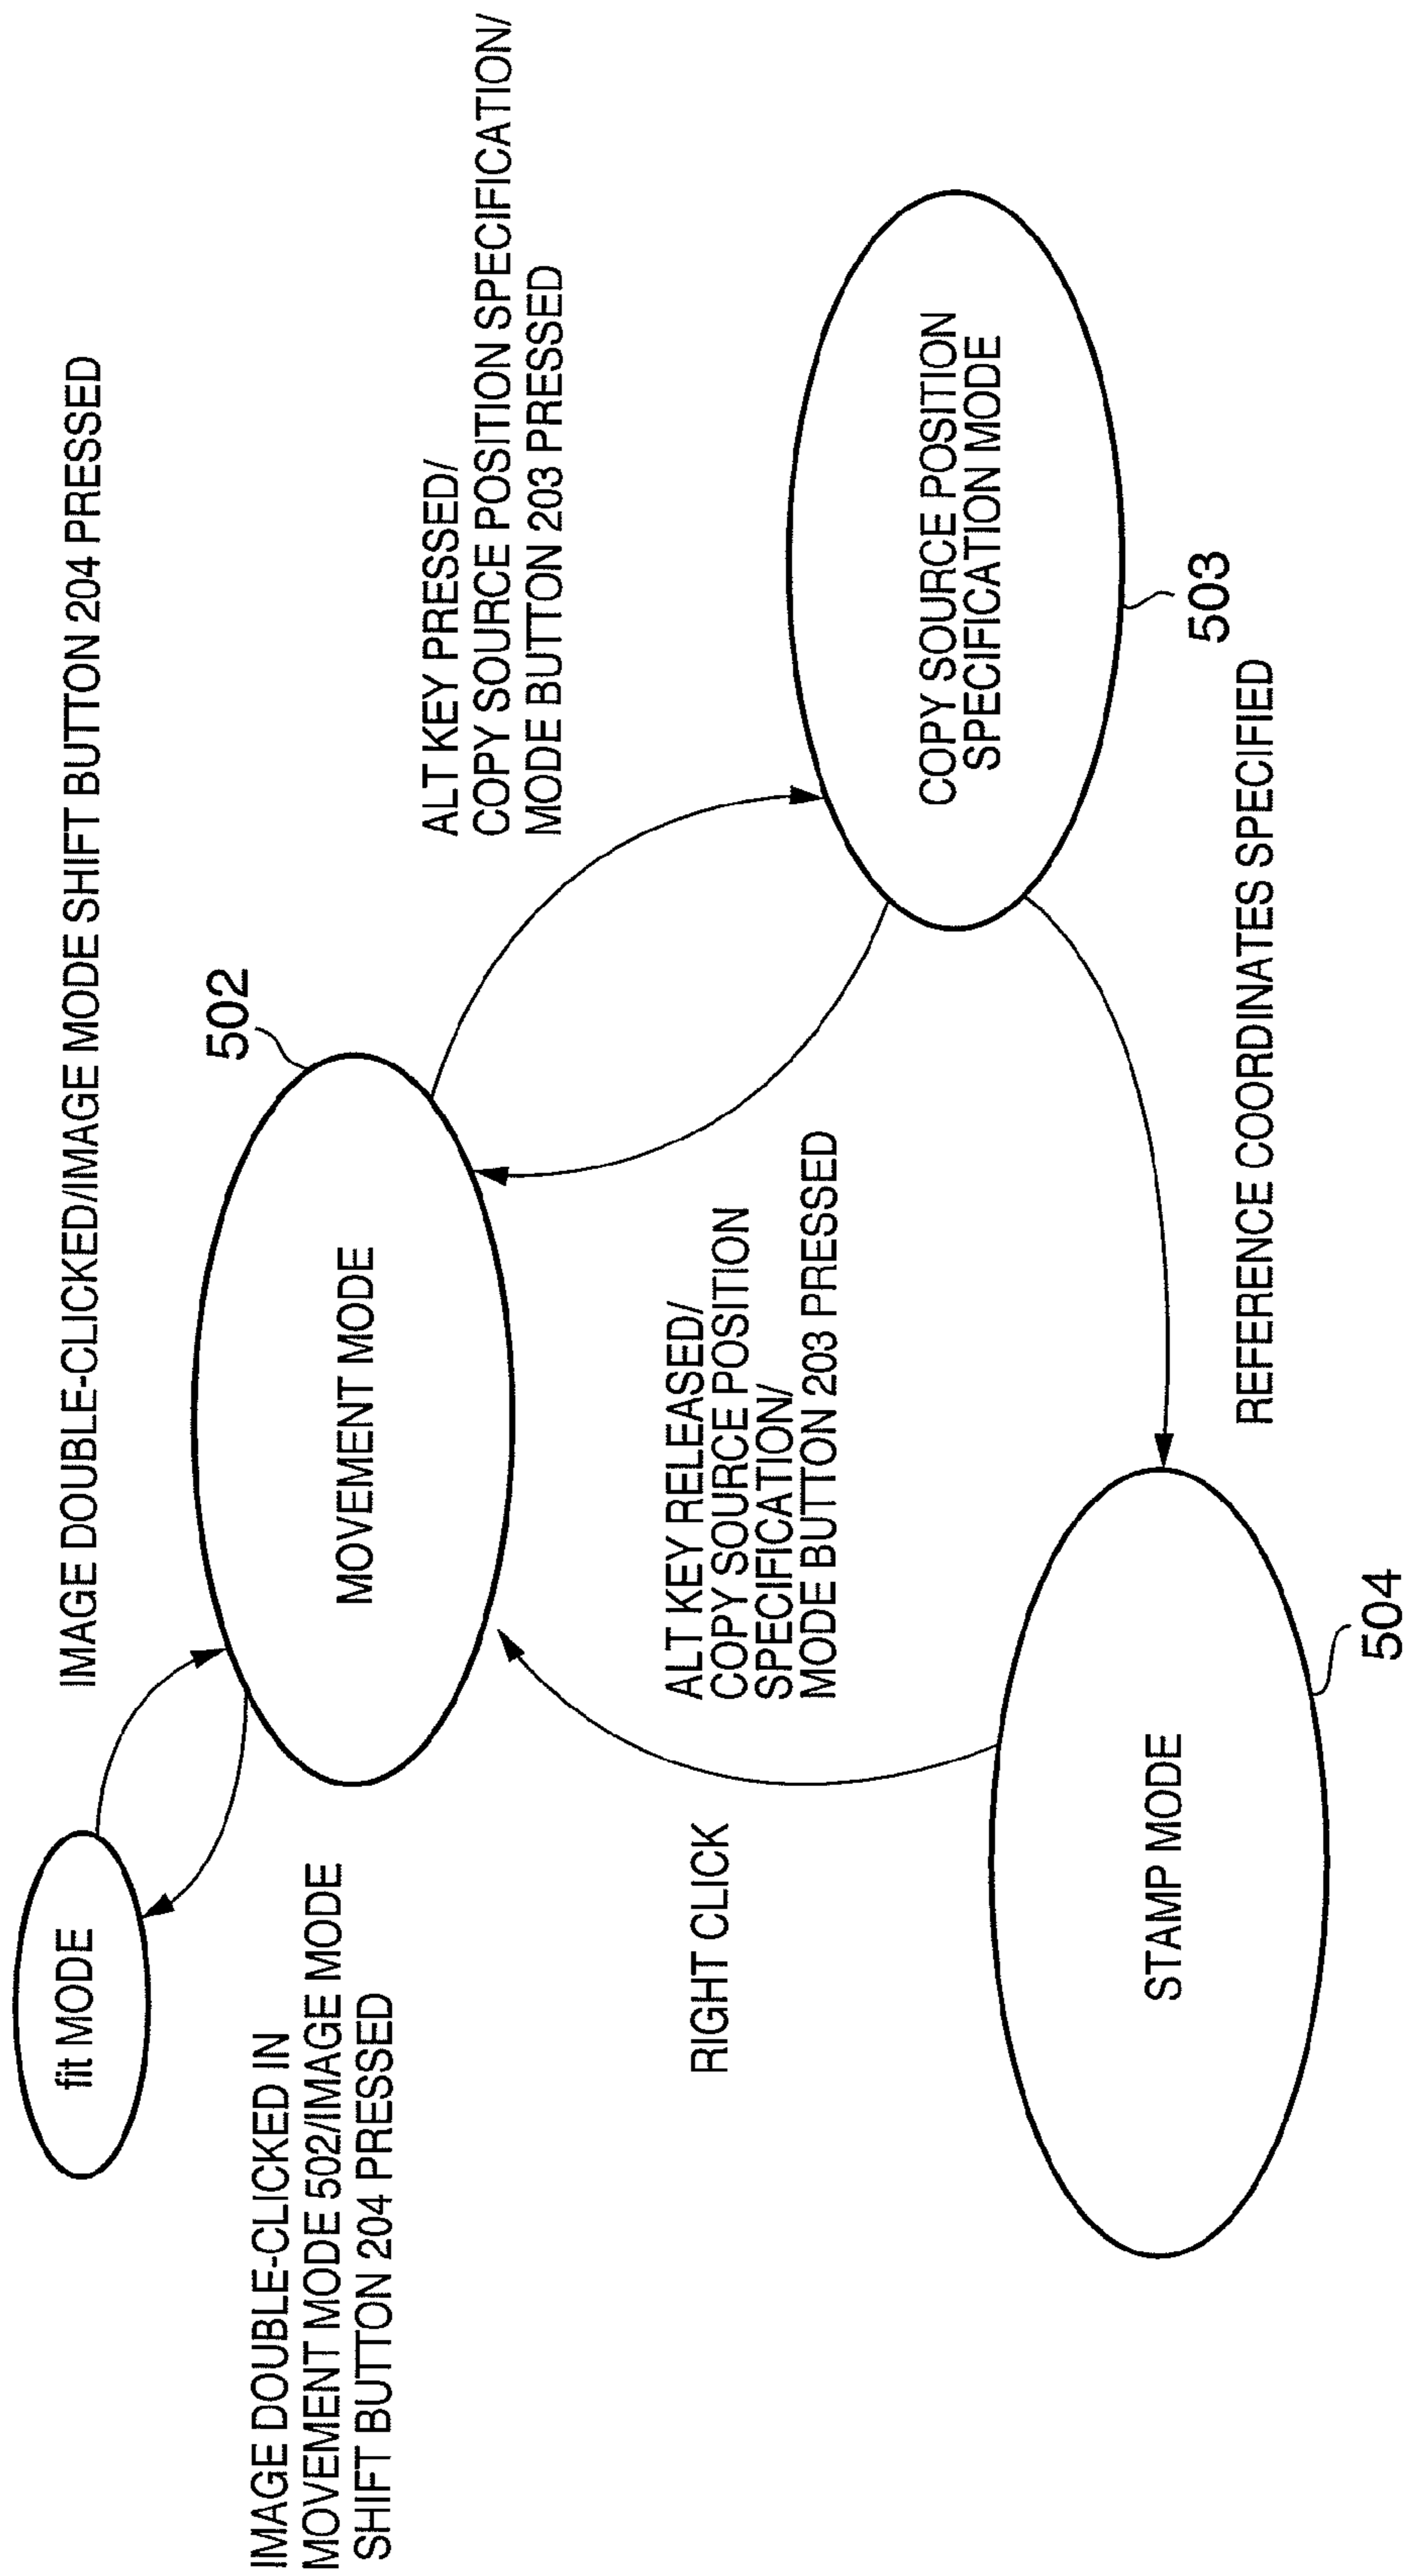 IMAGE DOUBLE-CLICKED/IMAGE MODE SHIFT BUTTON 204 PRESSED
fit MODE
502
MOVEMENT MODE
IMAGE DOUBLE-CLICKED IN
MOVEMENT MODE 502/IMAGE MODE
SHIFT BUTTON 204 PRESSED
ALT KEY PRESSED/
COPY SOURCE POSITION SPECIFICATION/
MODE BUTTON 203 PRESSED
ALT KEY RELEASED/
COPY SOURCE POSITION
SPECIFICATION/
MODE BUTTON 203 PRESSED
RIGHT CLICK
COPY SOURCE POSITION
SPECIFICATION MODE
503
STAMP MODE
504
REFERENCE COORDINATES SPECIFIED